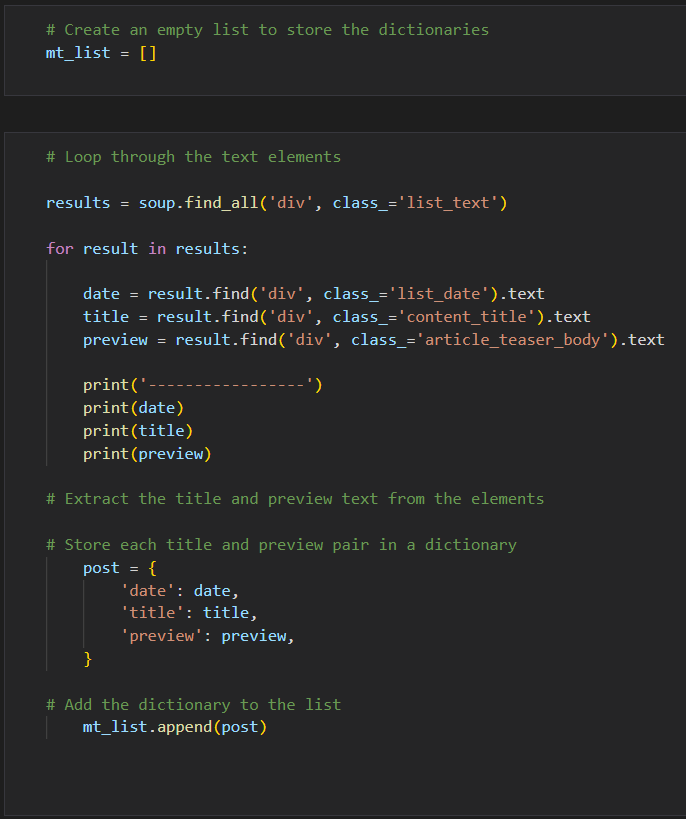 # Create an empty list to store the dictionaries
mt_list = []
# Loop through the text elements
results = soup.find_all('div', class_='list_text')
for result in results:
date = result.find('div', class_='list_date').text
title = result.find('div', class_='content_title').text
preview = result.find('div', class_='article_teaser_body').text
print('-----------------')
print(date)
print(title)
print(preview)
# Extract the title and preview text from the elements
# Store each title and preview pair in a dictionary
post = {
'date': date,
'title': title,
'preview': preview,
}
# Add the dictionary to the list
mt_list.append(post)